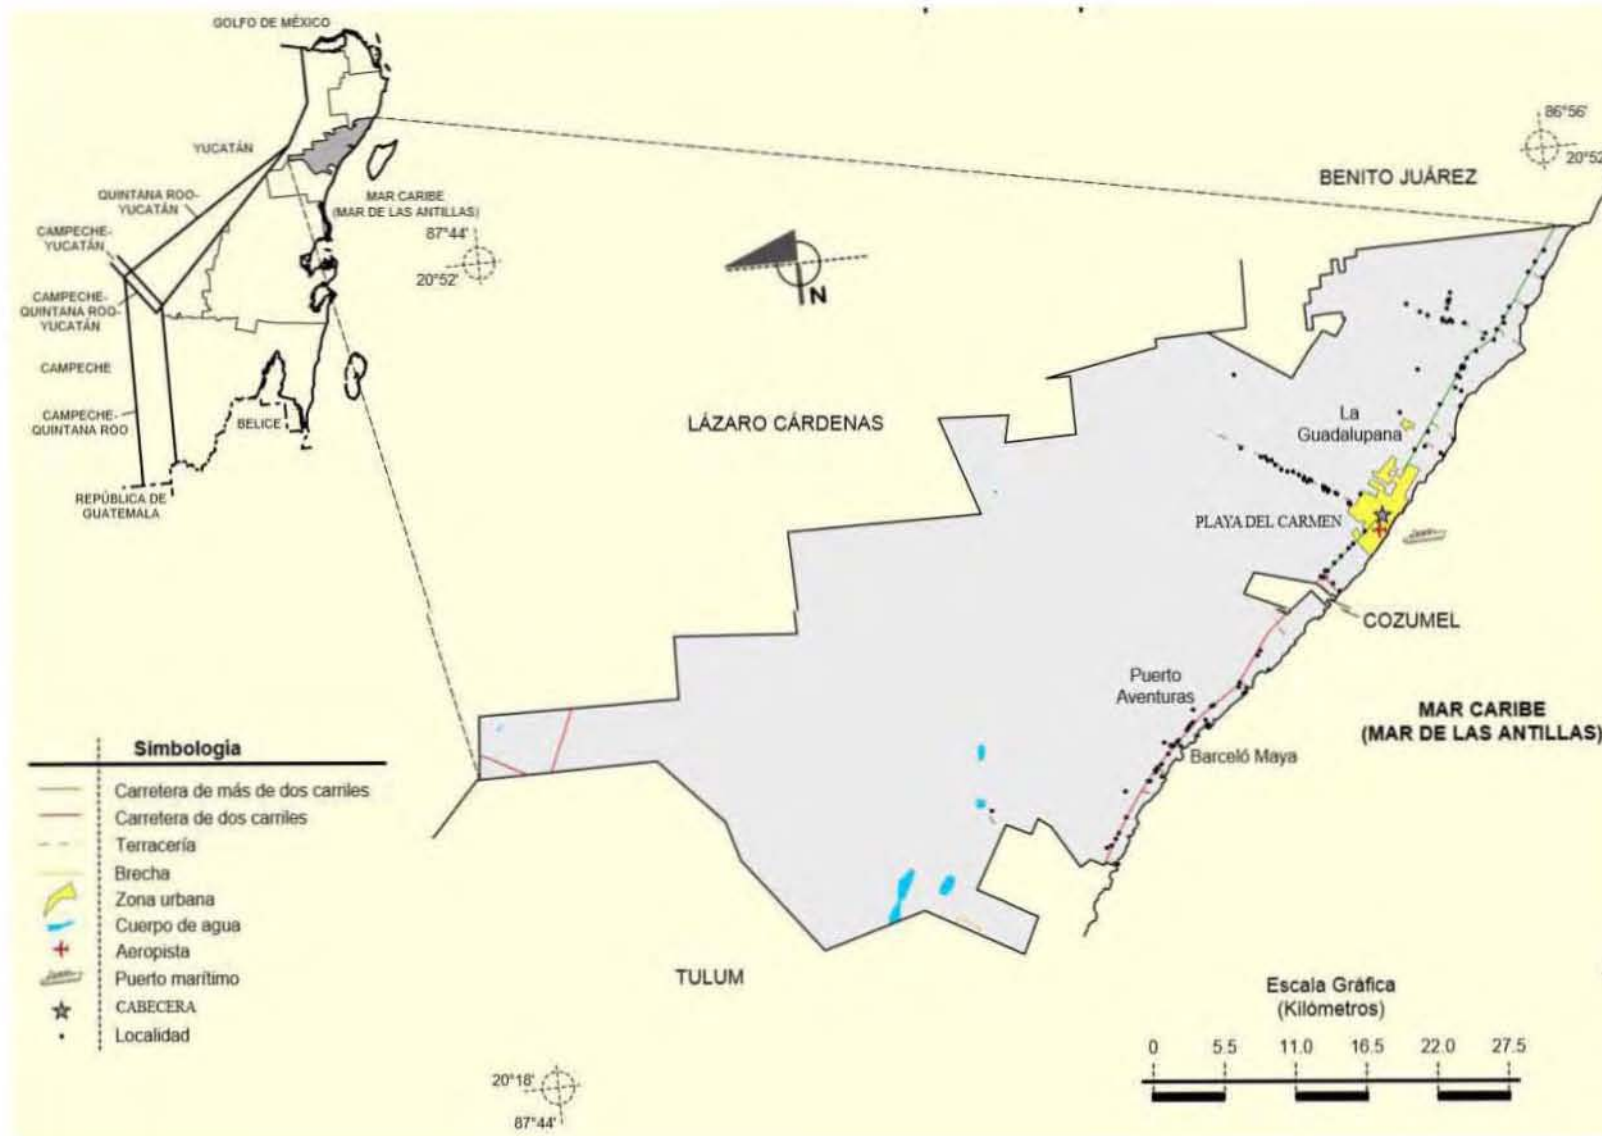 GOLFO DE MÉXICO
YUCATÁN
QUINTANA ROO-
YUCATÁN
CAMPECHE-
YUCATÁN
CAMPECHE-
QUINTANA ROO-
YUCATÁN
CAMPECHE
CAMPECHE-
QUINTANA ROO
BELICE
REPÚBLICA DE
GUATEMALA
MAR CARIBE
(MAR DE LAS ANTILLAS)
87°44'
20°52'
N
86°56'
20°52
BENITO JUÁREZ
LÁZARO CÁRDENAS
La
Guadalupana
PLAYA DEL CARMEN
COZUMEL
Puerto
Aventuras
MAR CARIBE
(MAR DE LAS ANTILLAS)
Barceló Maya
TULUM
Simbologia
Carretera de más de dos carriles
Carretera de dos carriles
Terracería
Brecha
Zona urbana
Cuerpo de agua
Aeropista
Puerto marítimo
CABECERA
Localidad
20°18'
87°44'
Escala Gráfica
(Kilómetros)
0 5.5 11.0 16.5 22.0 27.5